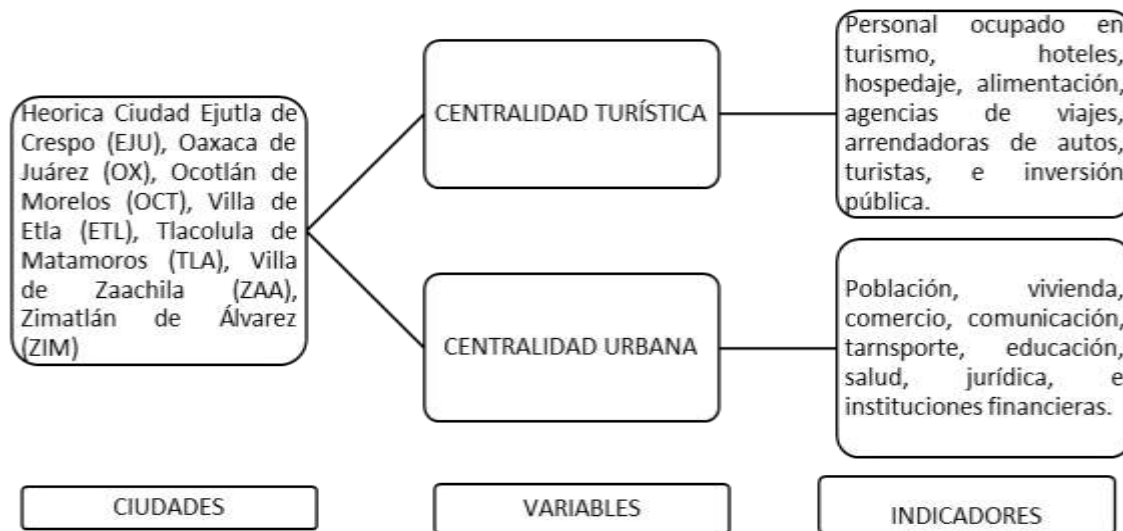 Heorica Ciudad Ejutla de
Crespo (EJU), Oaxaca de
Juárez (OX), Ocotlán de
Morelos (OCT), Villa de
Etla (ETL), Tlacolula de
Matamoros (TLA), Villa
de Zaachila (ZAA),
Zimatlán de Álvarez
(ZIM)
CENTRALIDAD TURÍSTICA
CENTRALIDAD URBANA
Personal ocupado en
turismo, hoteles,
hospedaje, alimentación,
agencias de viajes,
arrendadoras de autos,
turistas, e inversión
pública.
Población, vivienda,
comercio, comunicación,
tarnsporte, educación,
salud, jurídica, e
instituciones financieras.
CIUDADES
VARIABLES
INDICADORES